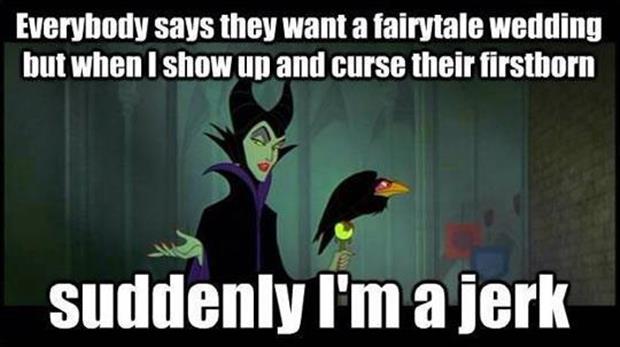 Everybody says they want a fairytale wedding
but when I show up and curse their firstborn
suddenly I'm a jerk